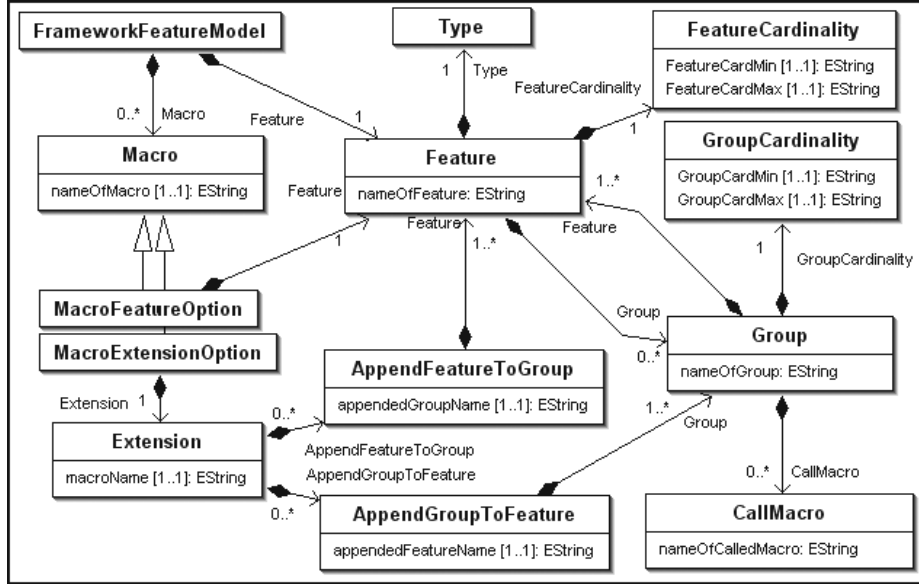 FrameworkFeatureModel
Type
FeatureCardinality
FeatureCardMin [1..1]: EString
FeatureCardMax [1..1]: EString
1
Type
FeatureCardinality
1
0..*
Macro
Feature
1
Macro
nameOfMacro [1..1]: EString
Feature
nameOfFeature: EString
GroupCardinality
GroupCardMin [1..1]: EString
GroupCardMax [1..1]: EString
Feature
1
Feature
1..*
1..*
Feature
1
GroupCardinality
MacroFeatureOption
MacroExtensionOption
Group
0..*
Group
nameOfGroup: EString
AppendFeatureToGroup
appendedGroupName [1..1]: EString
Extension
1
0..*
AppendFeatureToGroup
1..*
Group
Extension
macroName [1..1]: EString
AppendGroupToFeature
0..*
0..*
CallMacro
AppendGroupToFeature
appendedFeatureName [1..1]: EString
CallMacro
nameOfCalledMacro: EString